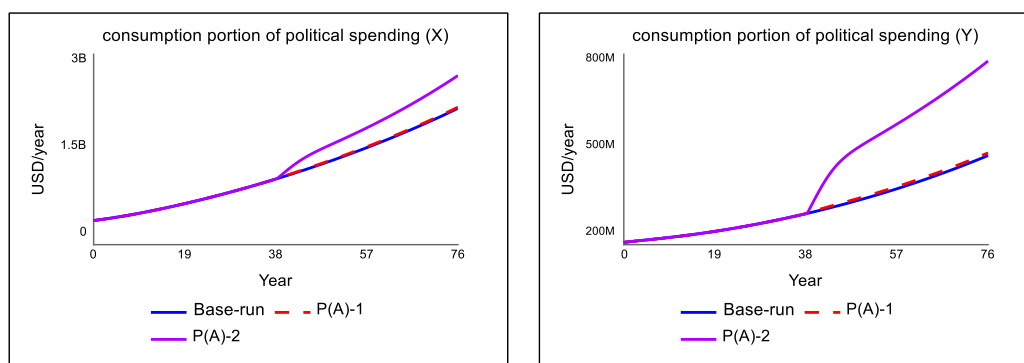 consumption portion of political spending (X)
3B
1.5B
0
USD/year
0 19 38 57 76
Year
Base-run P(A)-1
P(A)-2
consumption portion of political spending (Y)
800M
500M
200M
USD/year
0 19 38 57 76
Year
Base-run P(A)-1
P(A)-2